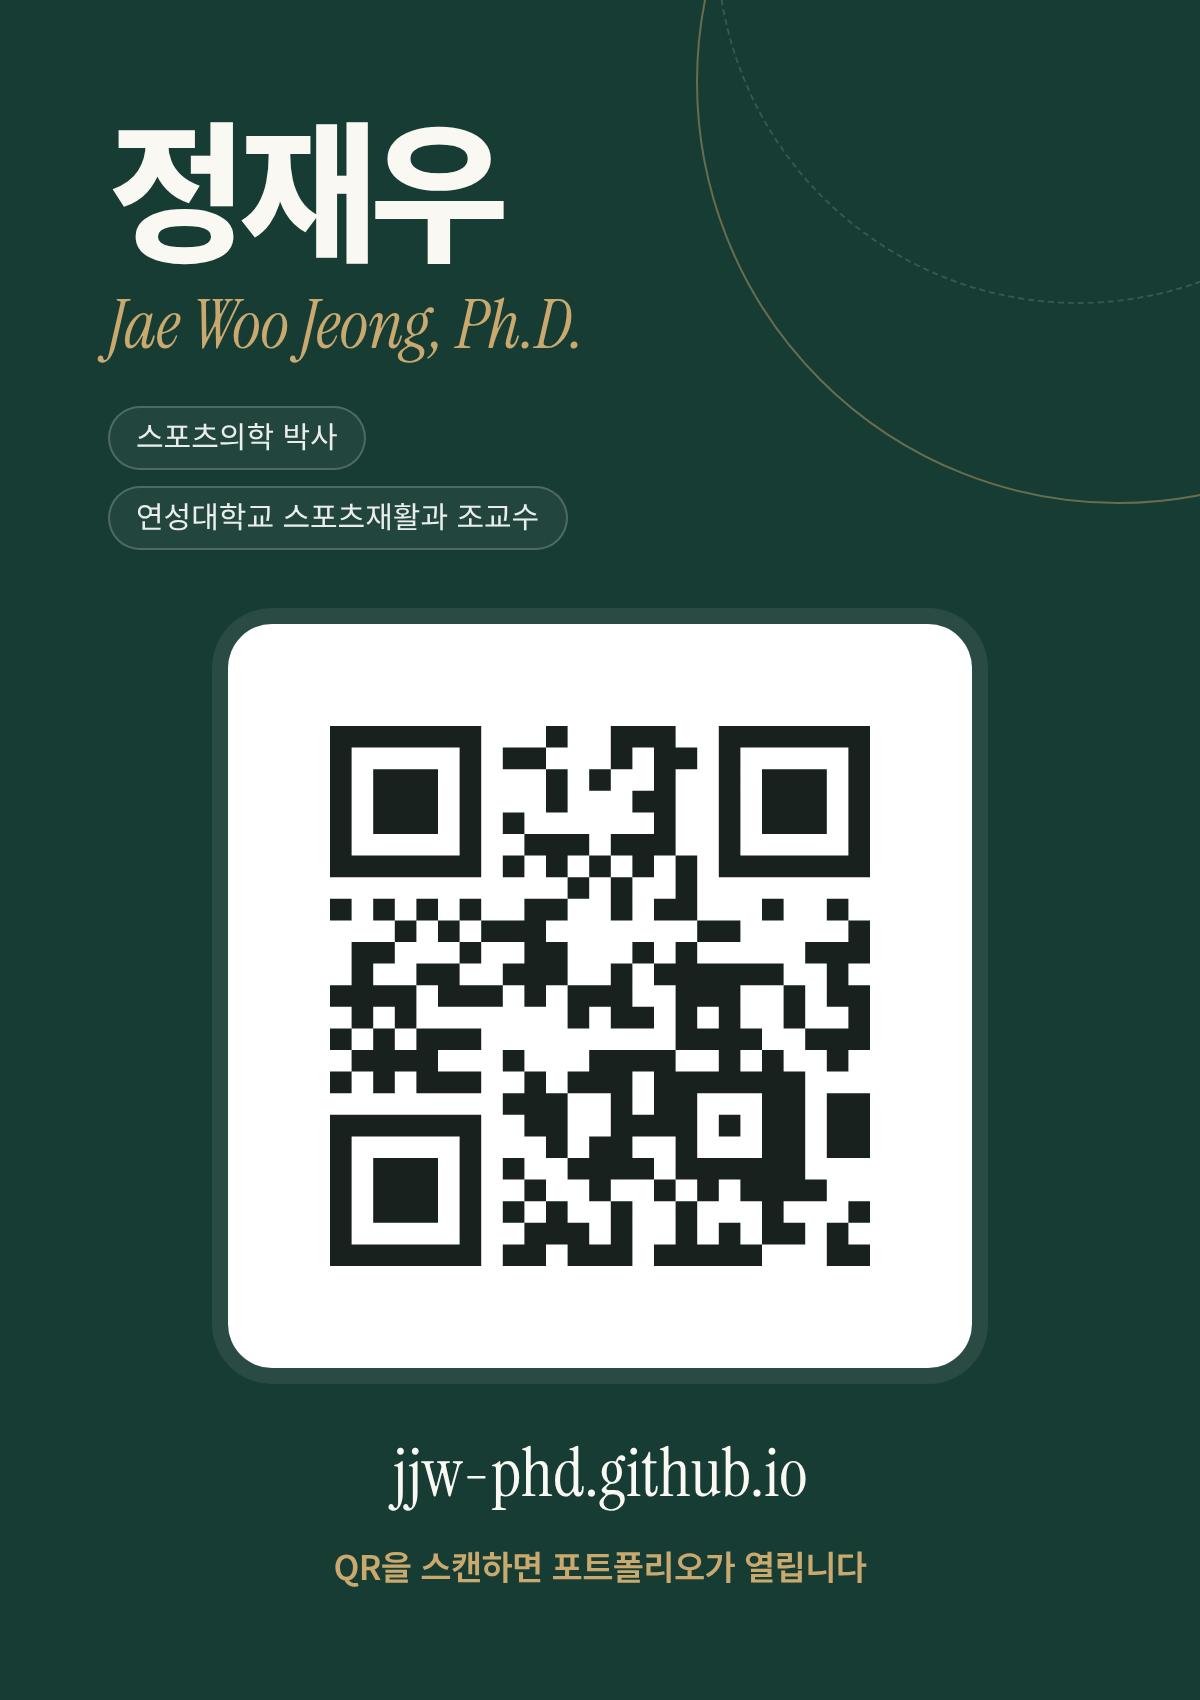 정재우
Jae Woo Jeong, Ph.D.
스포츠의학 박사
연성대학교 스포츠재활과 조교수
jjw-phd.github.io
QR을 스캔하면 포트폴리오가 열립니다